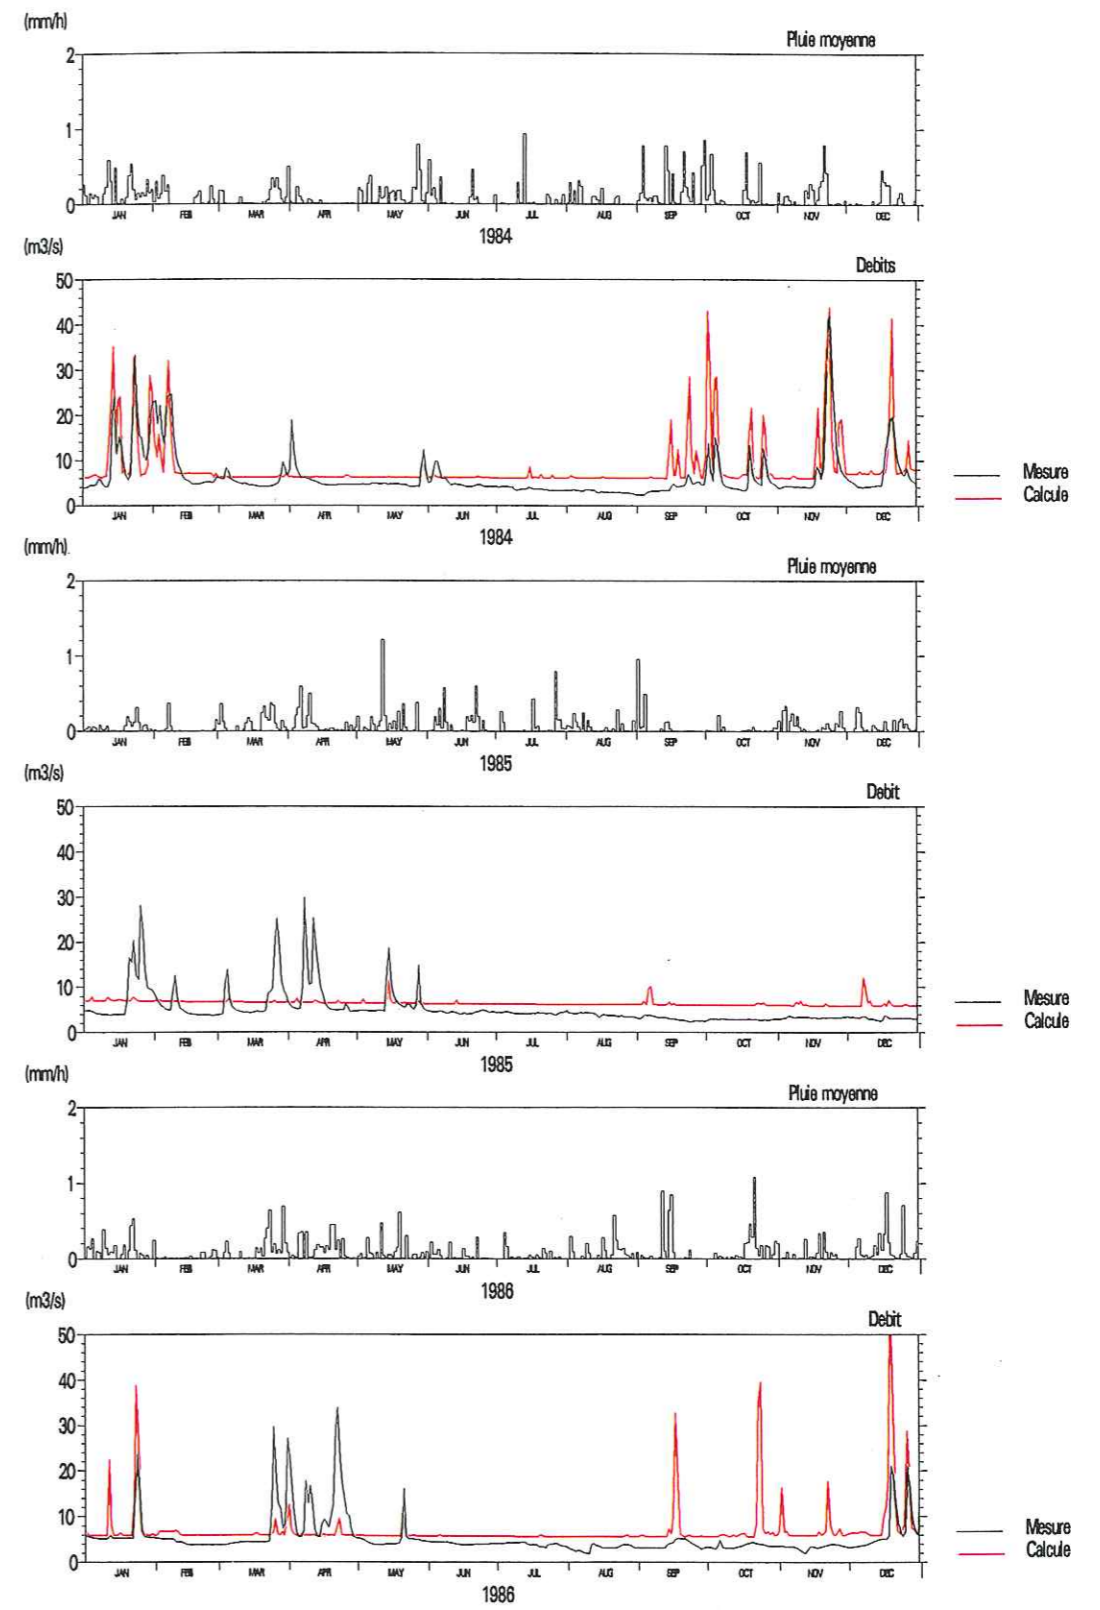 (mm/h)
Pluie moyenne
2
1
0
JAN FEB MAR APR MAY JUN JUL AUG SEP OCT NOV DEC
1984
(m3/s)
Debits
50
40
30
20
10
0
Mesure
Calcule
JAN FEB MAR APR MAY JUN JUL AUG SEP OCT NOV DEC
1984
(mm/h)
Pluie moyenne
2
1
0
JAN FEB MAR APR MAY JUN JUL AUG SEP OCT NOV DEC
1985
(m3/s)
Debit
50
40
30
20
10
0
Mesure
Calcule
JAN FEB MAR APR MAY JUN JUL AUG SEP OCT NOV DEC
1985
(mm/h)
Pluie moyenne
2
1
0
JAN FEB MAR APR MAY JUN JUL AUG SEP OCT NOV DEC
1986
(m3/s)
Debit
50
40
30
20
10
0
Mesure
Calcule
JAN FEB MAR APR MAY JUN JUL AUG SEP OCT NOV DEC
1986